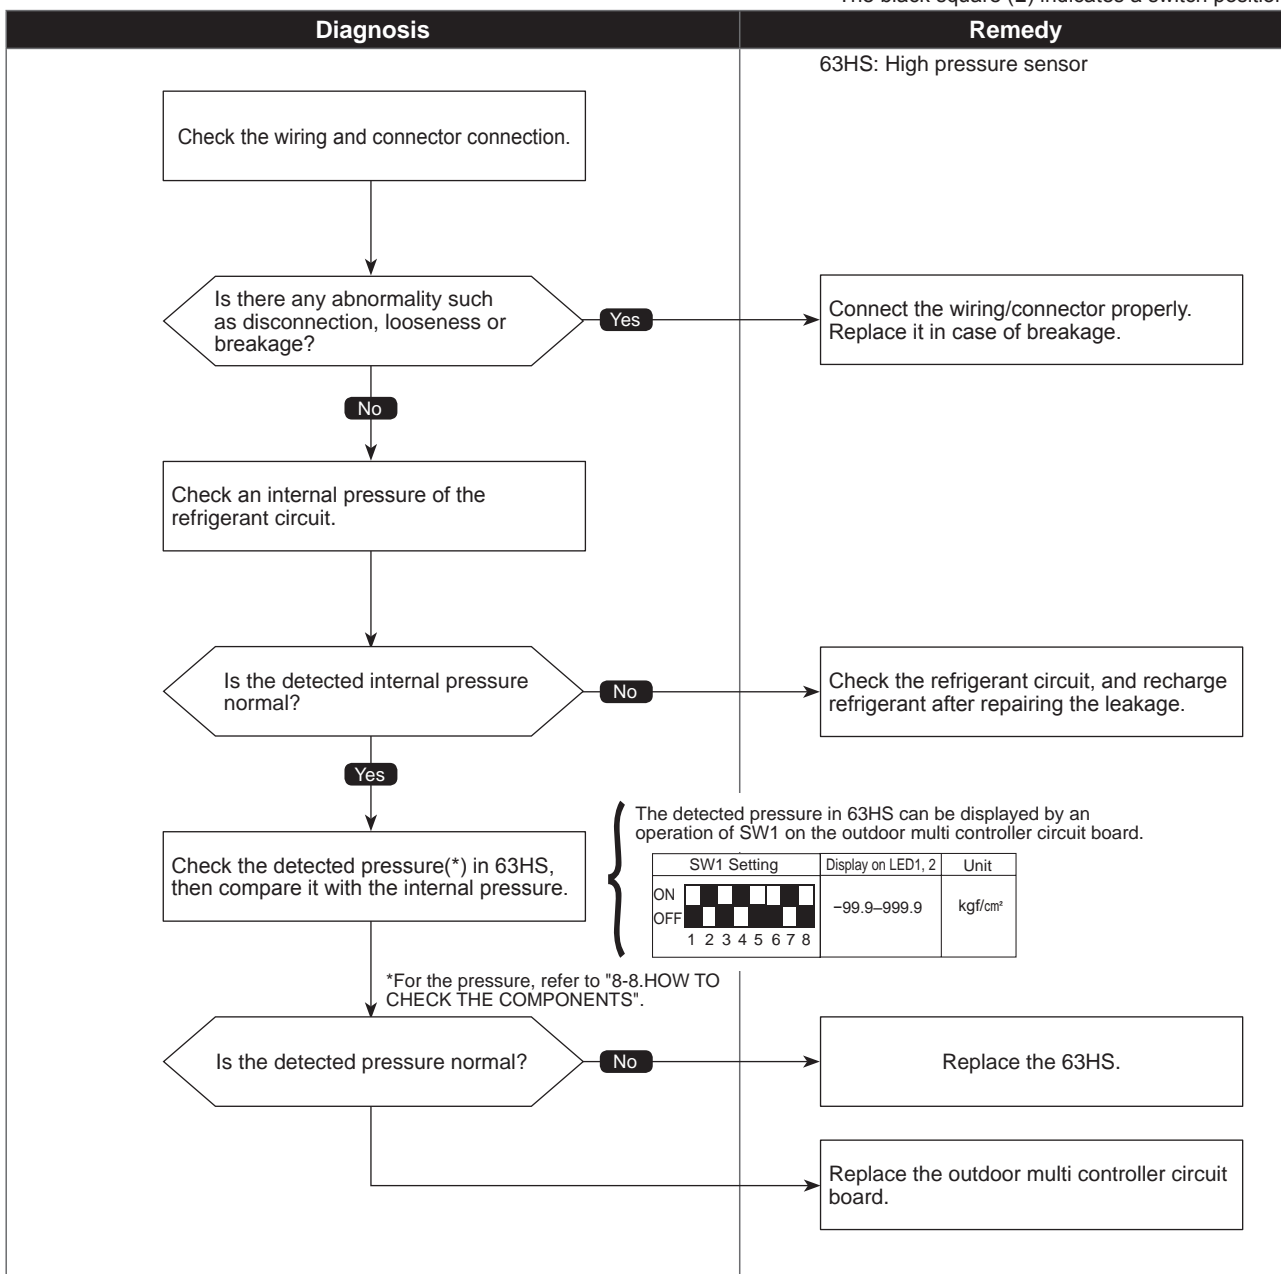 The black square (■) indicates a switch position
Diagnosis
Remedy
63HS: High pressure sensor
Check the wiring and connector connection.
Is there any abnormality such
as disconnection, looseness or
breakage?
Yes
Connect the wiring/connector properly.
Replace it in case of breakage.
No
Check an internal pressure of the
refrigerant circuit.
Is the detected internal pressure
normal?
No
Check the refrigerant circuit, and recharge
refrigerant after repairing the leakage.
Yes
The detected pressure in 63HS can be displayed by an
operation of SW1 on the outdoor multi controller circuit board.
Check the detected pressure(*) in 63HS,
then compare it with the internal pressure.
SW1 Setting
Display on LED1, 2
Unit
ON
OFF
1 2 3 4 5 6 7 8
−99.9–999.9
kgf/cm²
*For the pressure, refer to "8-8.HOW TO
CHECK THE COMPONENTS".
Is the detected pressure normal?
No
Replace the 63HS.
Replace the outdoor multi controller circuit
board.